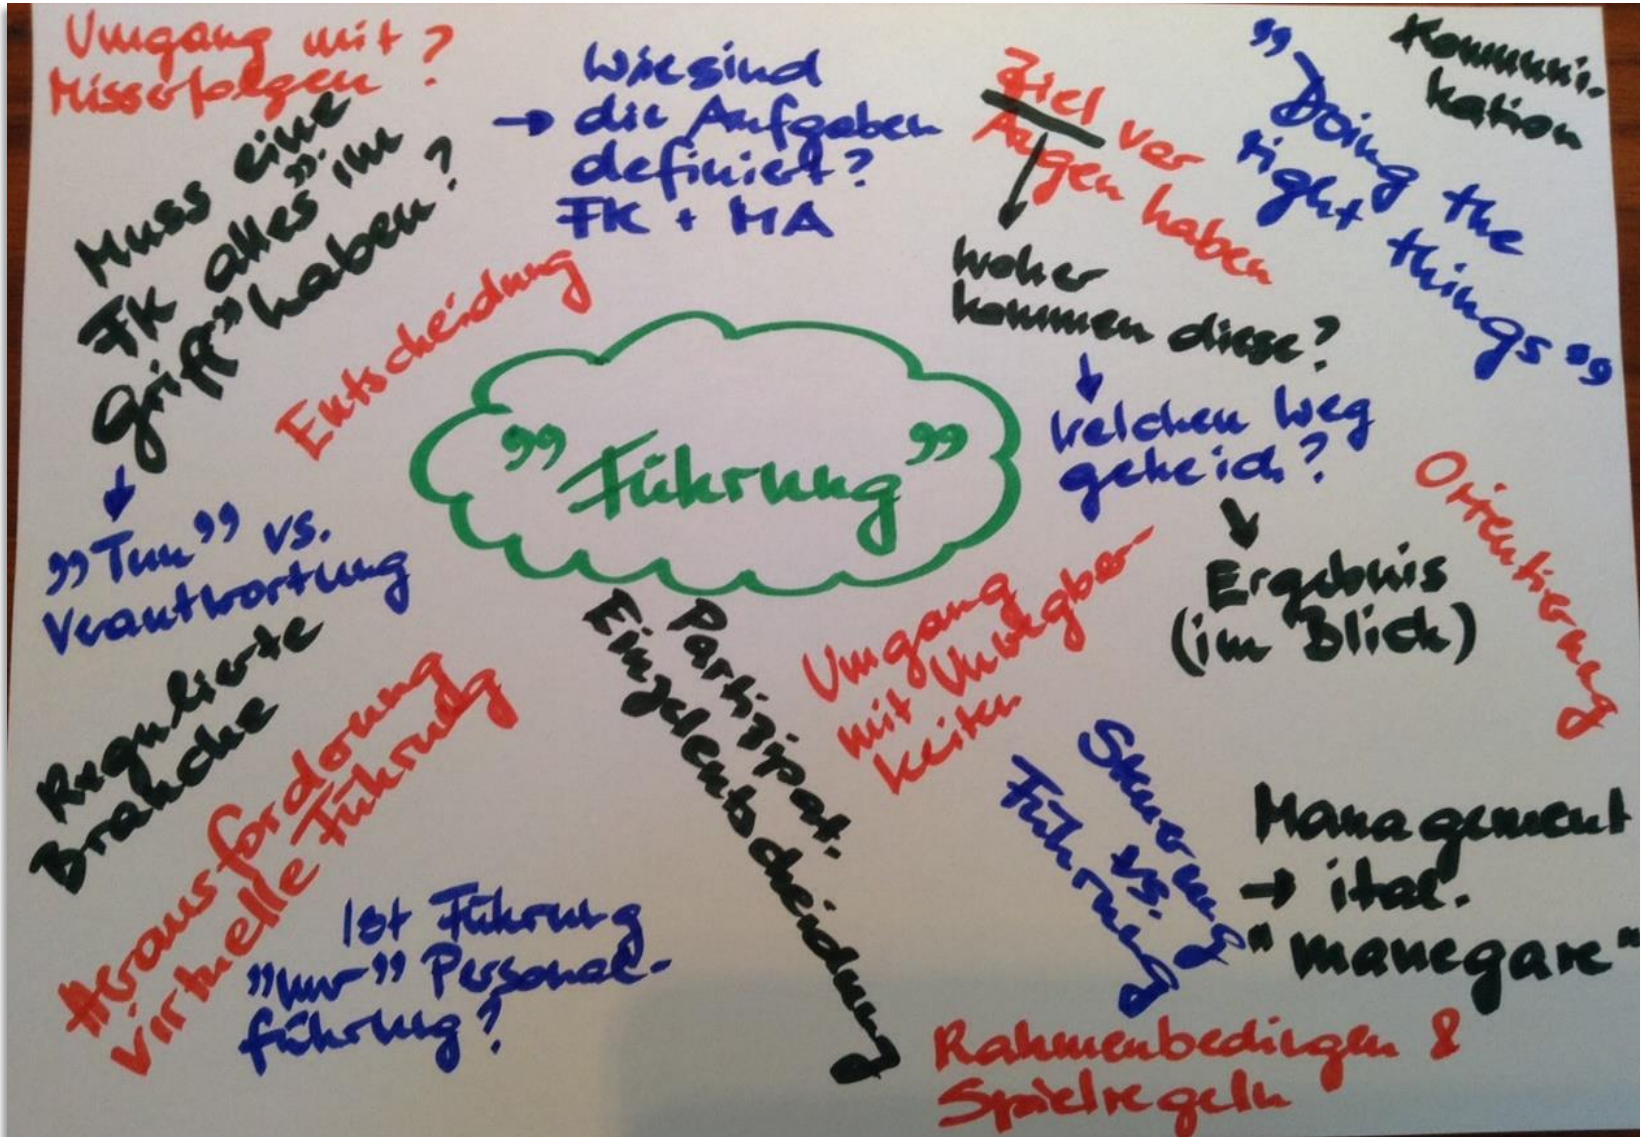 Umgang mit ?
Misserfolgen
Muss eine
FK „alles im
Griff" haben?
↓
"Tun" vs.
Verantwortung
→ Wie sind
die Aufgaben
definiert?
FK + MA
Entscheidung
Ziel vor
Augen haben
↓
woher
kommen diese?
↓
welchen Weg
gehe ich?
↓
Ergebnis
(im Blick)
"Doing the
right things"
Kommuni-
kation
"Führung"
Orientierung
Regulierte
Branche
Herausforderung
virtuelle Führung
Ist Führung
"nur" Personal-
führung?
Partizipat.
Einzelentscheidung
Umgang
mit Unwegbar-
keiten
Steuerung
vs.
Führung
Management
→ ital.
"manegare"
Rahmenbedingen &
Spielregeln